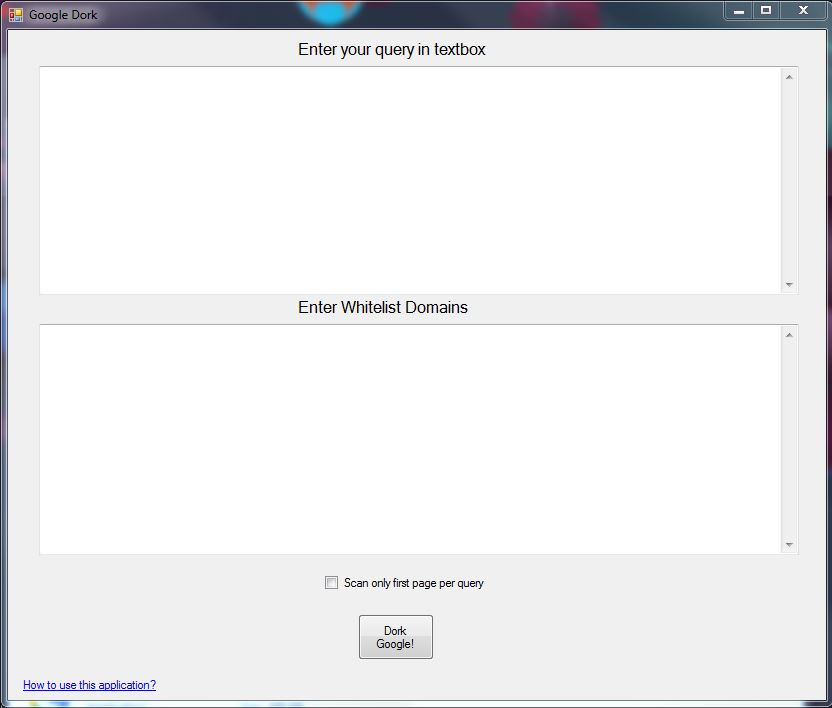 Google Dork
Enter your query in textbox
Enter Whitelist Domains
Scan only first page per query
Dork
Google!
How to use this application?